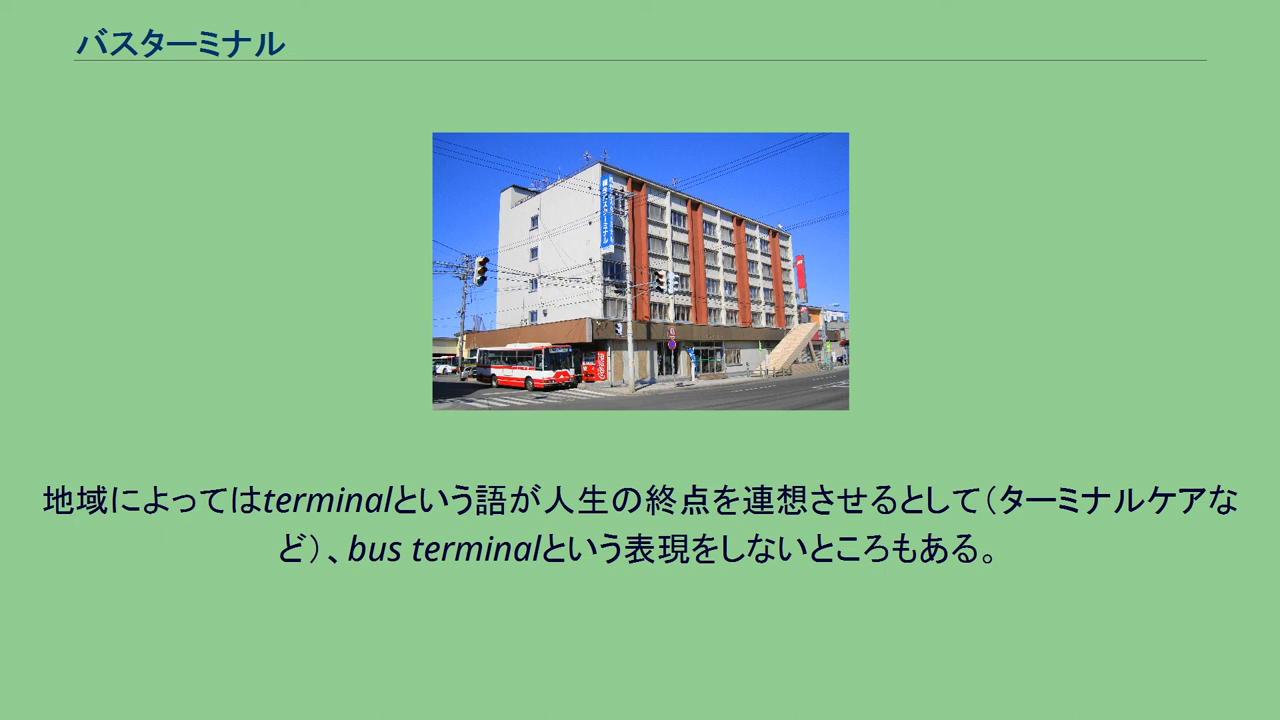 バスターミナル
地域によってはterminalという語が人生の終点を連想させるとして（ターミナルケアな
ど）、bus terminalという表現をしないところもある。